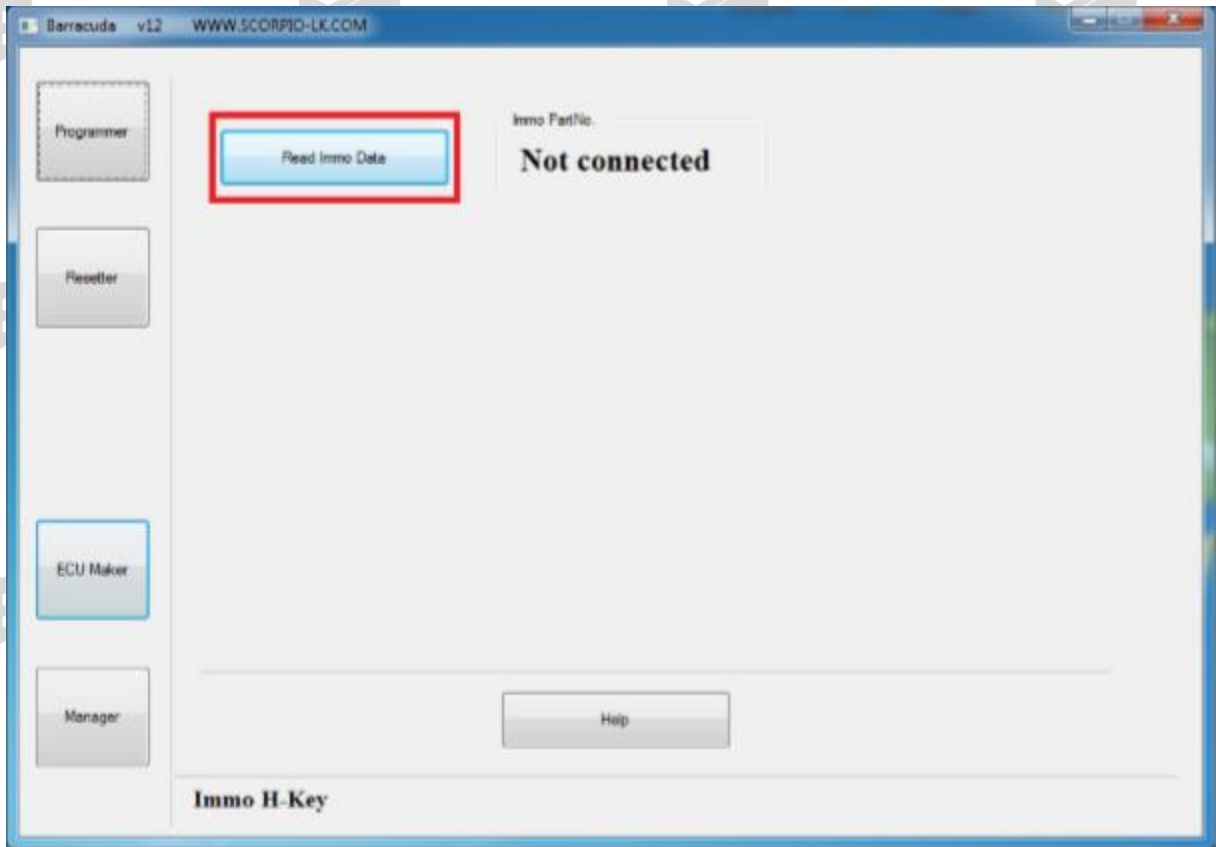 Barracuda v12 WWW.SCORPIO-LK.COM
Programmer
Read Immo Data
Immo PartNo.
Not connected
Resetter
ECU Maker
Manager
Help
Immo H-Key